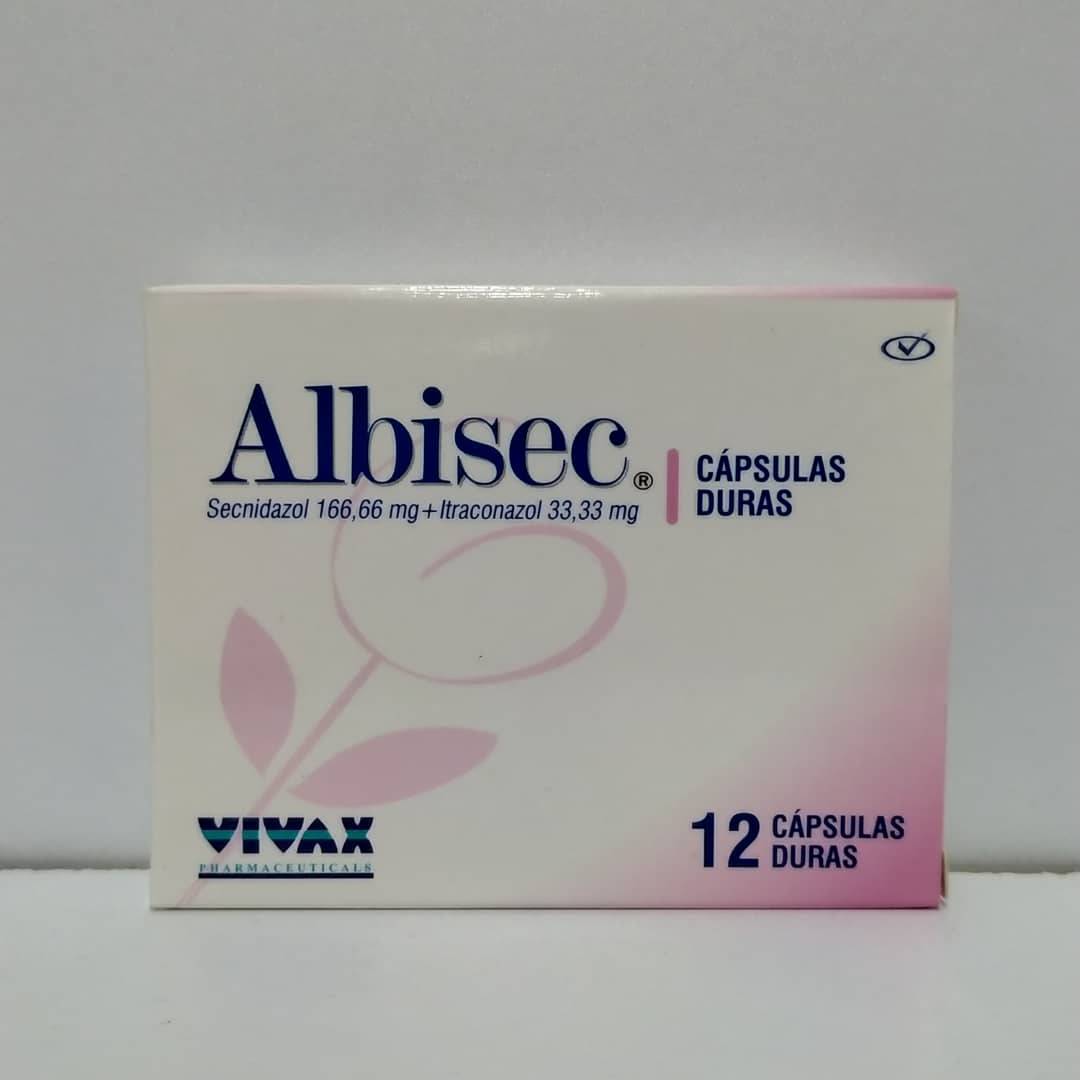 Albisec®
Secnidazol 166,66 mg+Itraconazol 33,33 mg
CÁPSULAS
DURAS
VIVAX
PHARMACEUTICALS
12 CÁPSULAS
DURAS